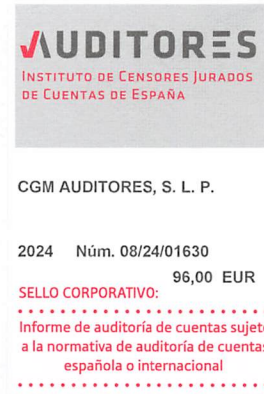 AUDITORES
INSTITUTO DE CENSORES JURADOS
DE CUENTAS DE ESPAÑA
CGM AUDITORES, S. L. P.
2024 Núm. 08/24/01630
96,00 EUR
SELLO CORPORATIVO:
Informe de auditoría de cuentas sujeto
a la normativa de auditoría de cuentas
española o internacional